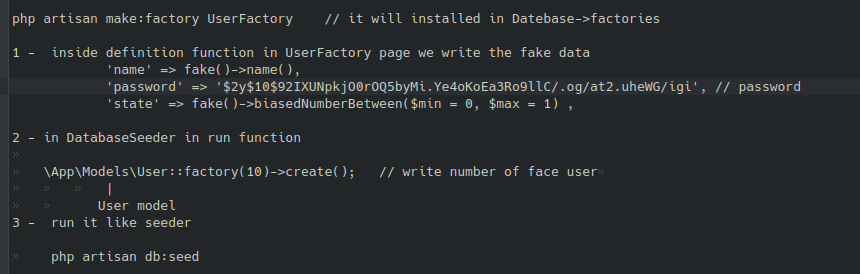 php artisan make:factory UserFactory    // it will installed in Datebase->factories
1 -  inside definition function in UserFactory page we write the fake data
'name' => fake()->name(),
'password' => '$2y$10$92IXUNpkjO0rOQ5byMi.Ye4oKoEa3Ro9llC/.og/at2.uheWG/igi', // password
'state' => fake()->biasedNumberBetween($min = 0, $max = 1) ,
2 - in DatabaseSeeder in run function
\App\Models\User::factory(10)->create();   // write number of face user
|
User model
3 -  run it like seeder
php artisan db:seed